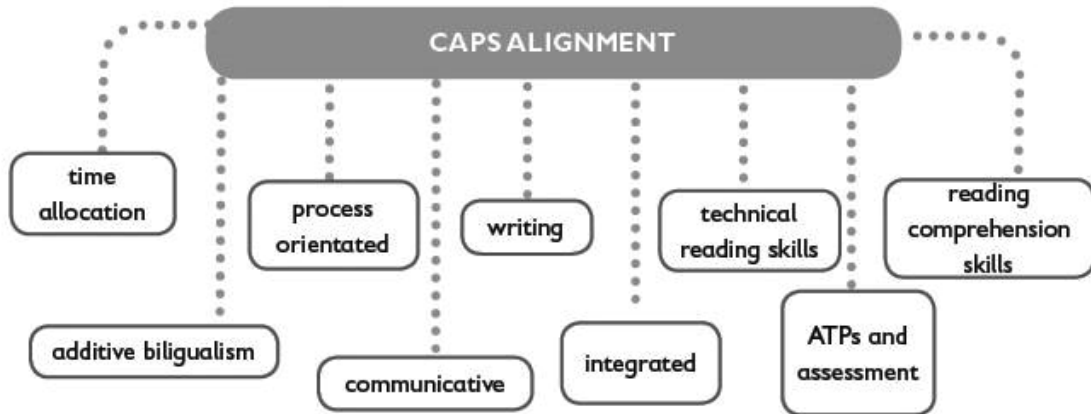 CAPS ALIGNMENT
time
allocation
process
orientated
writing
technical
reading skills
reading
comprehension
skills
additive biligualism
communicative
integrated
ATPs and
assessment